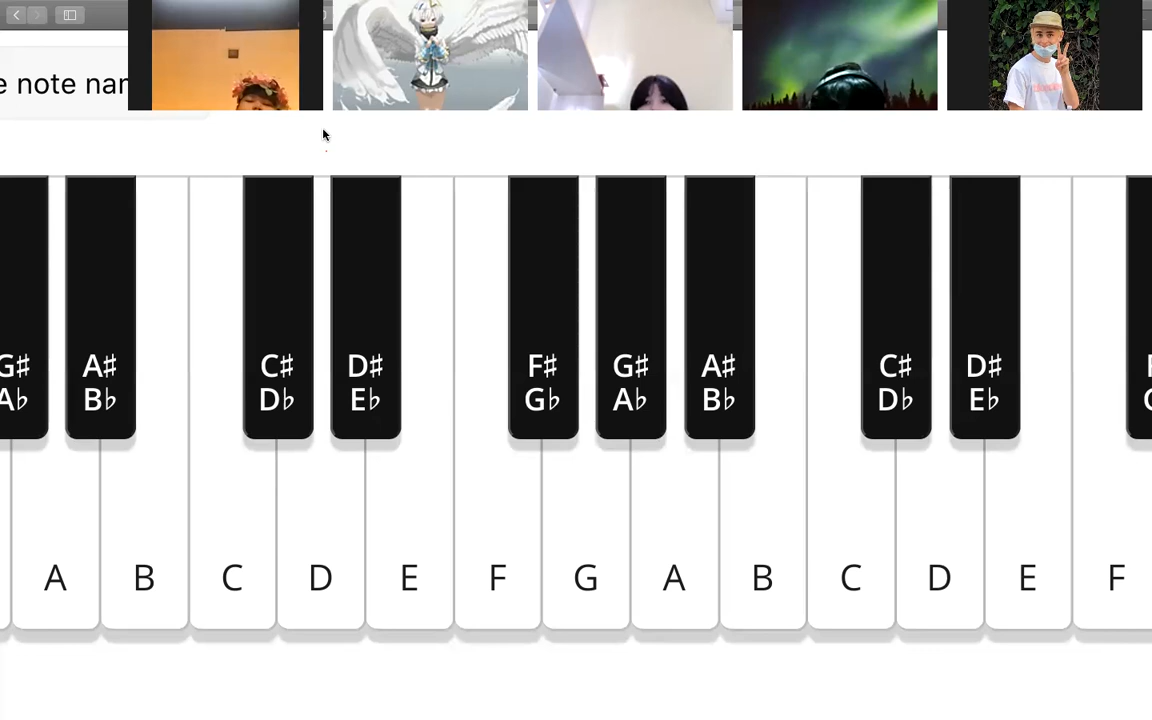 e note nar
G♯ A♯ C♯ D♯ F♯ G♯ A♯ C♯ D♯
A♭ B♭ D♭ E♭ G♭ A♭ B♭ D♭ E♭
A B C D E F G A B C D E F